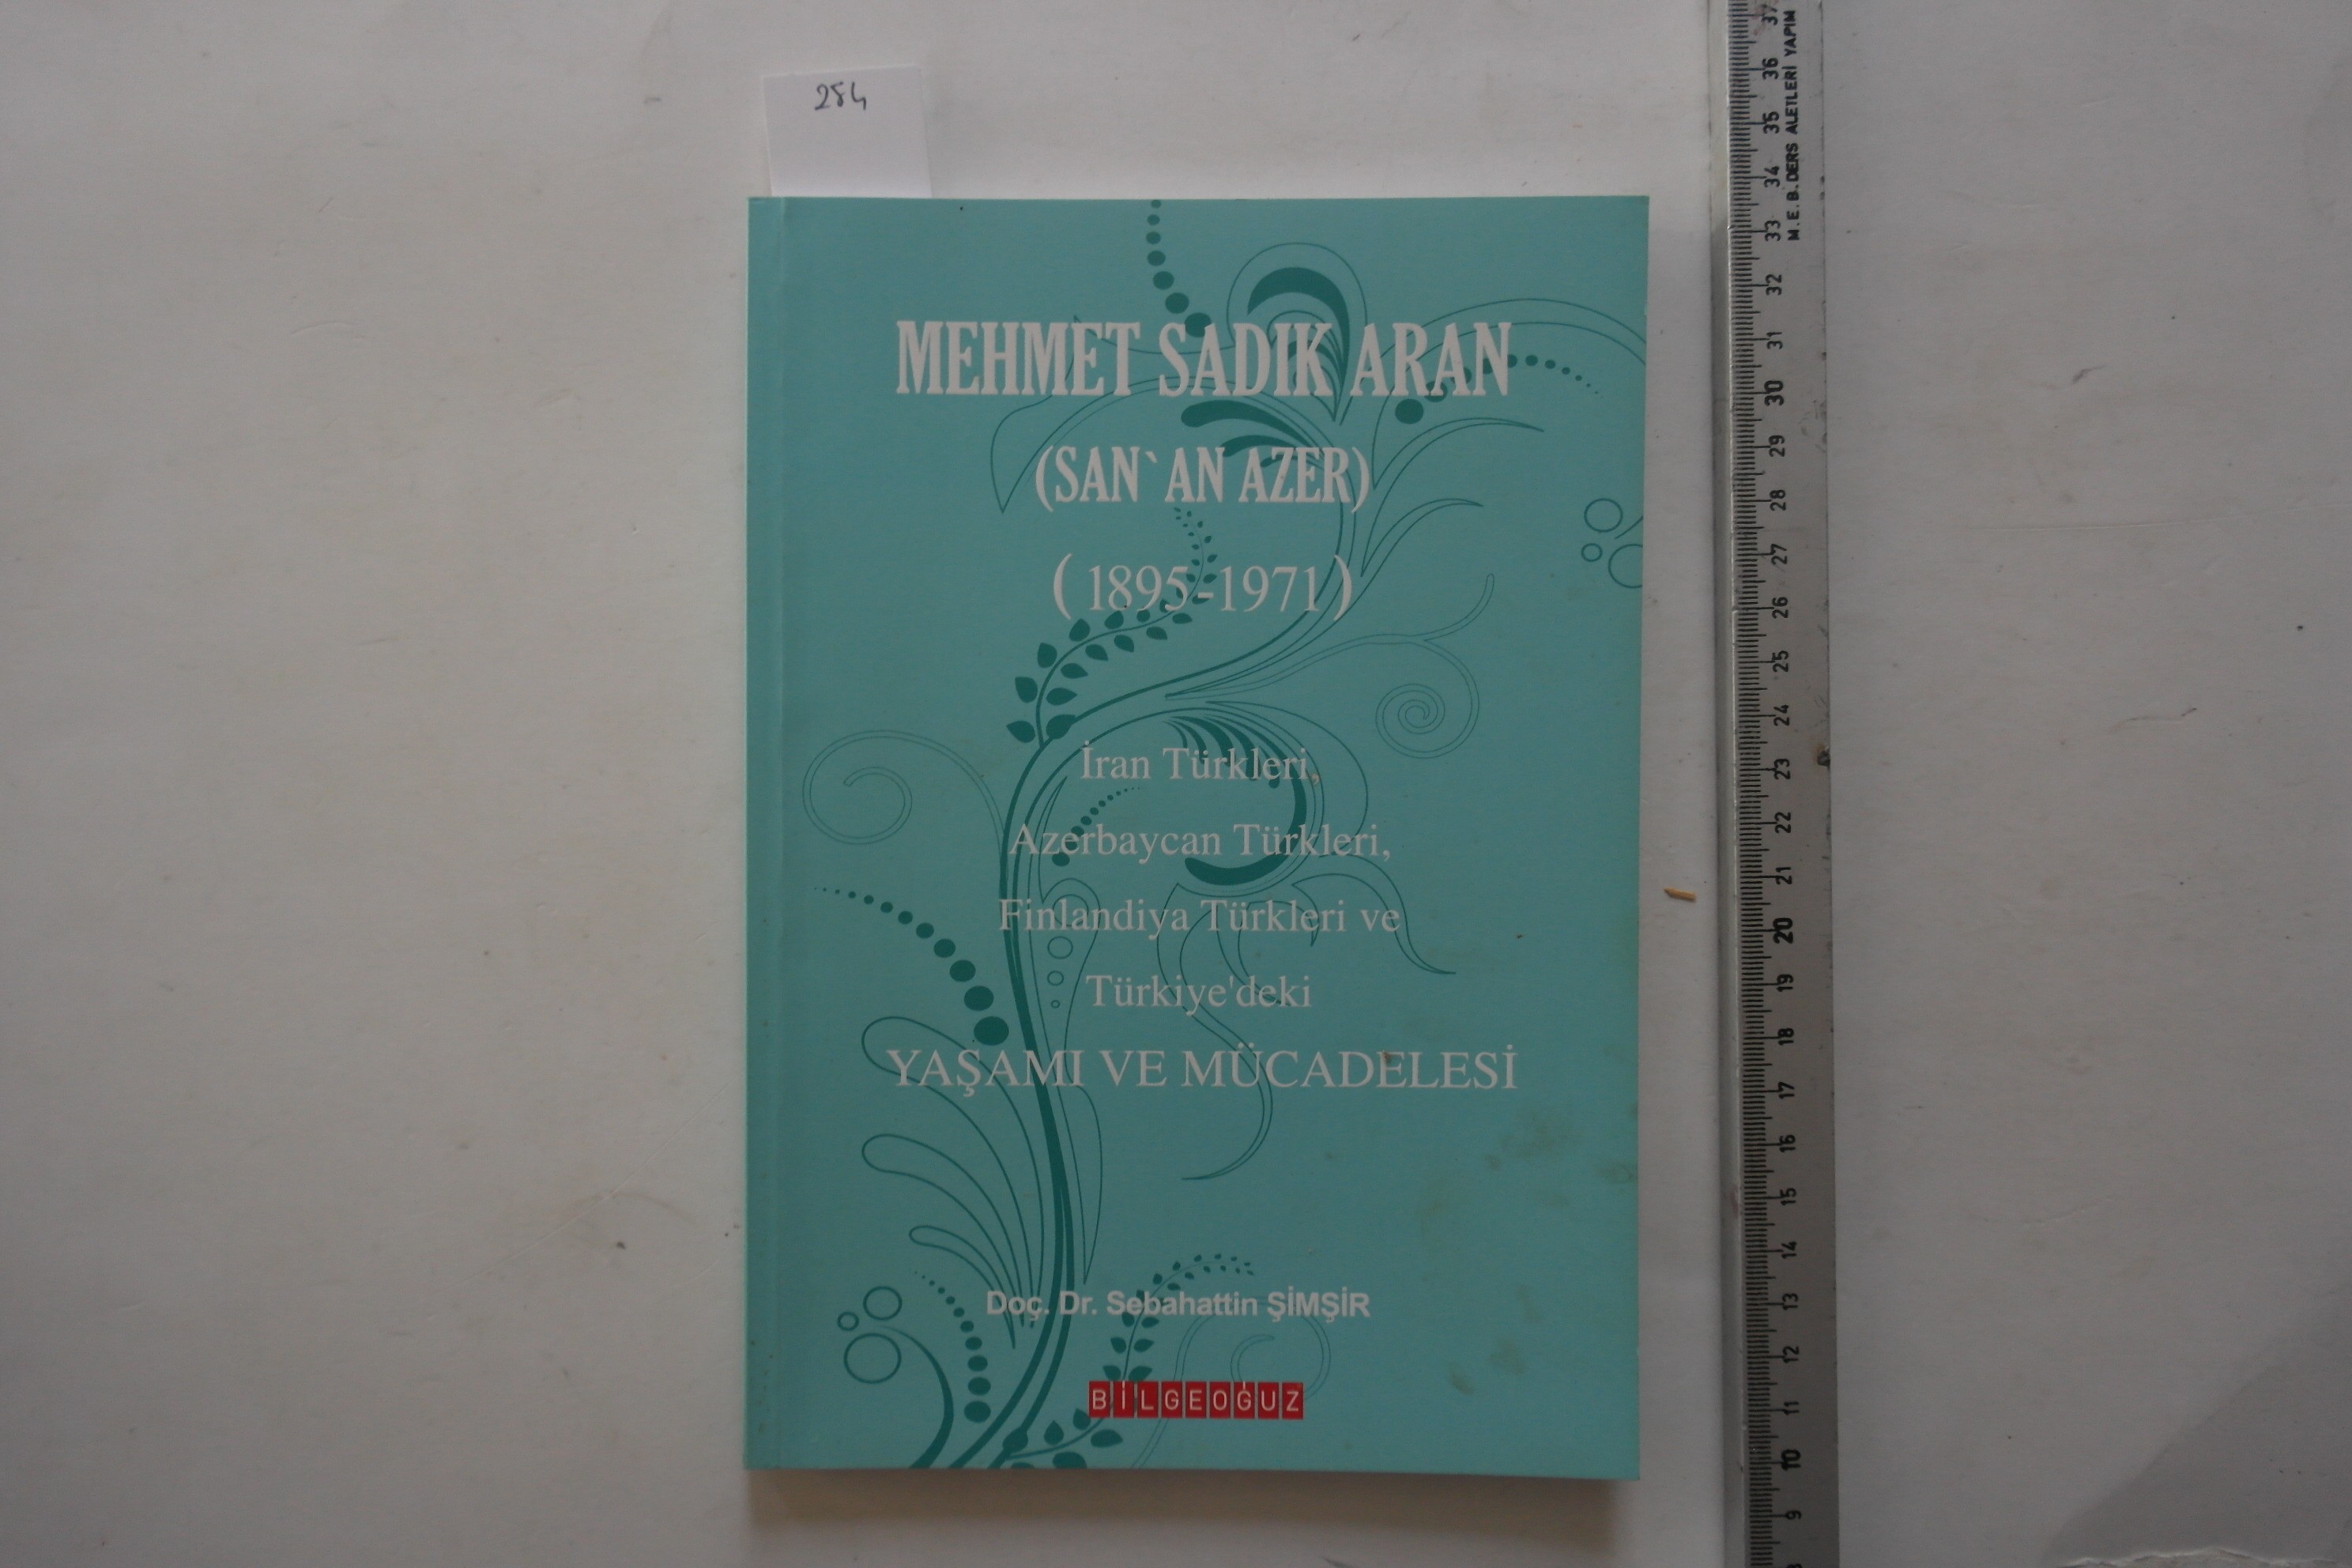 284
MEHMET SADIK ARAN
(SAN`AN AZER)
( 1895-1971 )
İran Türkleri,
Azerbaycan Türkleri,
Finlandiya Türkleri ve
Türkiye'deki
YAŞAMI VE MÜCADELESİ
Doç. Dr. Sebahattin ŞİMŞİR
BİLGEOĞUZ
M.E.B. DERS ALETLERİ YAPIM
37
36
35
34
33
32
31
30
29
28
27
26
25
24
23
22
21
20
19
18
17
16
15
14
13
12
11
10
9